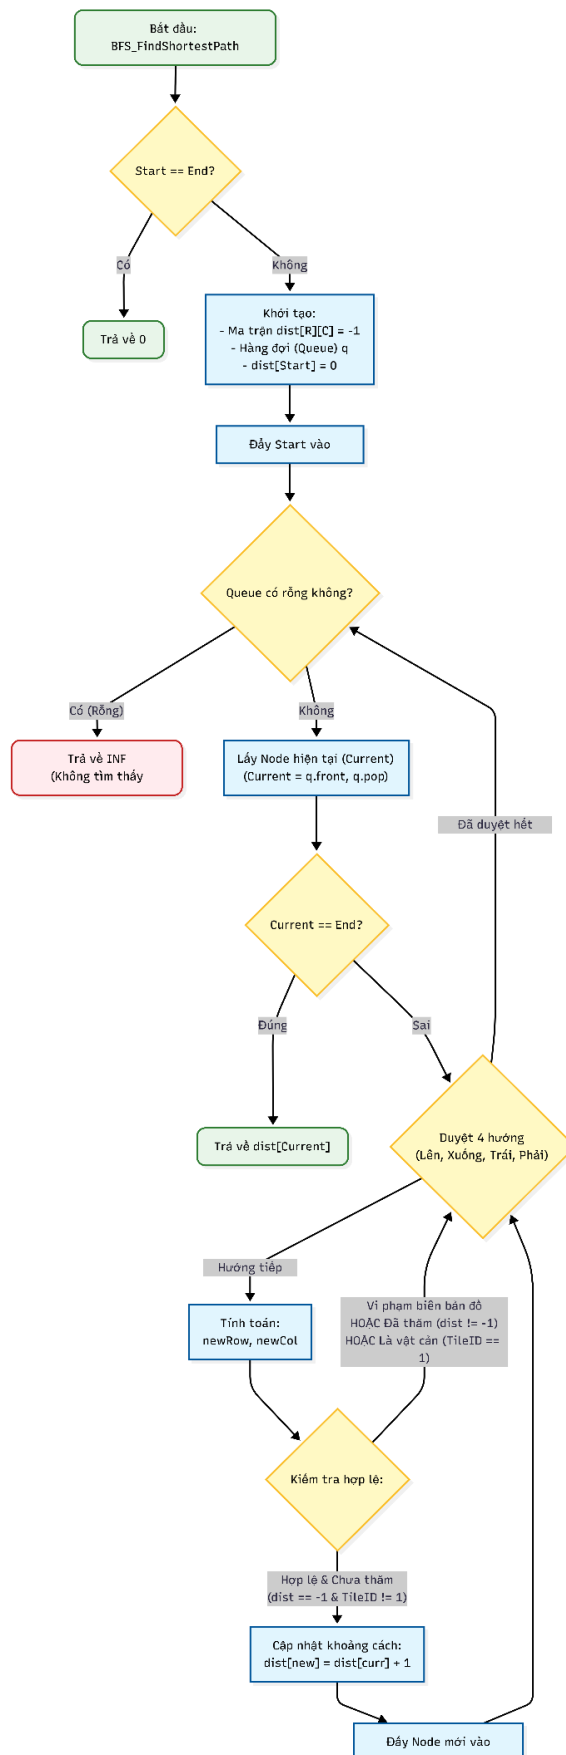 Bắt đầu:
BFS_FindShortestPath
Start == End?
Có
Không
Trả về 0
Khởi tạo:
- Ma trận dist[R][C] = -1
- Hàng đợi (Queue) q
- dist[Start] = 0
Đẩy Start vào
Queue có rỗng không?
Có (Rỗng)
Không
Trả về INF
(Không tìm thấy
Lấy Node hiện tại (Current)
(Current = q.front, q.pop)
Đã duyệt hết
Current == End?
Đúng
Sai
Trả về dist[Current]
Duyệt 4 hướng
(Lên, Xuống, Trái, Phải)
Hướng tiếp
Tính toán:
newRow, newCol
Vi phạm biên bản đồ
HOẶC Đã thăm (dist != -1)
HOẶC Là vật cản (TileID ==
1)
Kiểm tra hợp lệ:
Hợp lệ & Chưa thăm
(dist == -1 & TileID != 1)
Cập nhật khoảng cách:
dist[new] = dist[curr] + 1
Đẩy Node mới vào